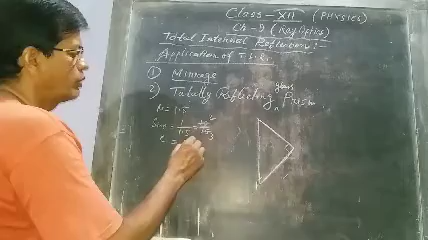 Class-XII (PHYSICS)
Ch-9 (Ray Optics)
Total Internal Reflection:
Application of T.I.R.
1) Mirrage
2) Totally Reflecting glass Prism
μ = 1.5